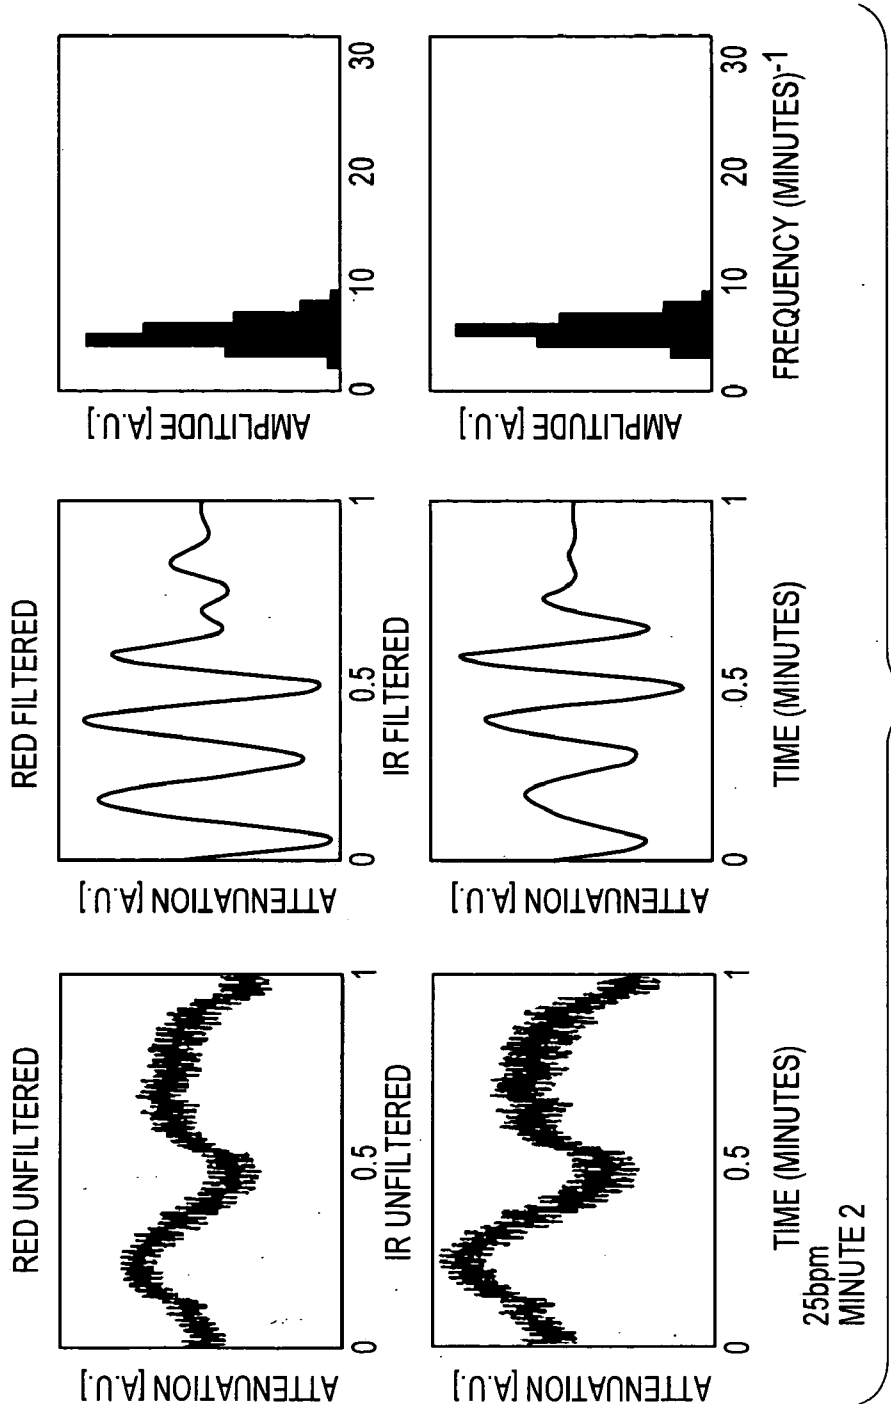 RED UNFILTERED
ATTENUATION [A.U.]
0 0.5 1
RED FILTERED
ATTENUATION [A.U.]
0 0.5 1
AMPLITUDE [A.U.]
0 10 20 30
IR UNFILTERED
ATTENUATION [A.U.]
0 0.5 1
TIME (MINUTES)
IR FILTERED
ATTENUATION [A.U.]
0 0.5 1
TIME (MINUTES)
AMPLITUDE [A.U.]
0 10 20 30
FREQUENCY (MINUTES)-1
25bpm
MINUTE 2